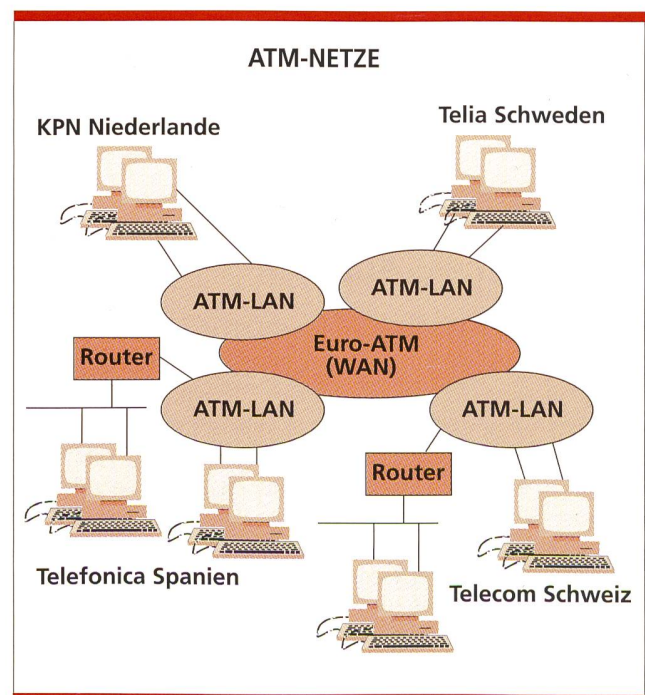 ATM-NETZE
KPN Niederlande
Telia Schweden
ATM-LAN
ATM-LAN
Euro-ATM
(WAN)
Router
ATM-LAN
ATM-LAN
Router
Telefonica Spanien
Telecom Schweiz